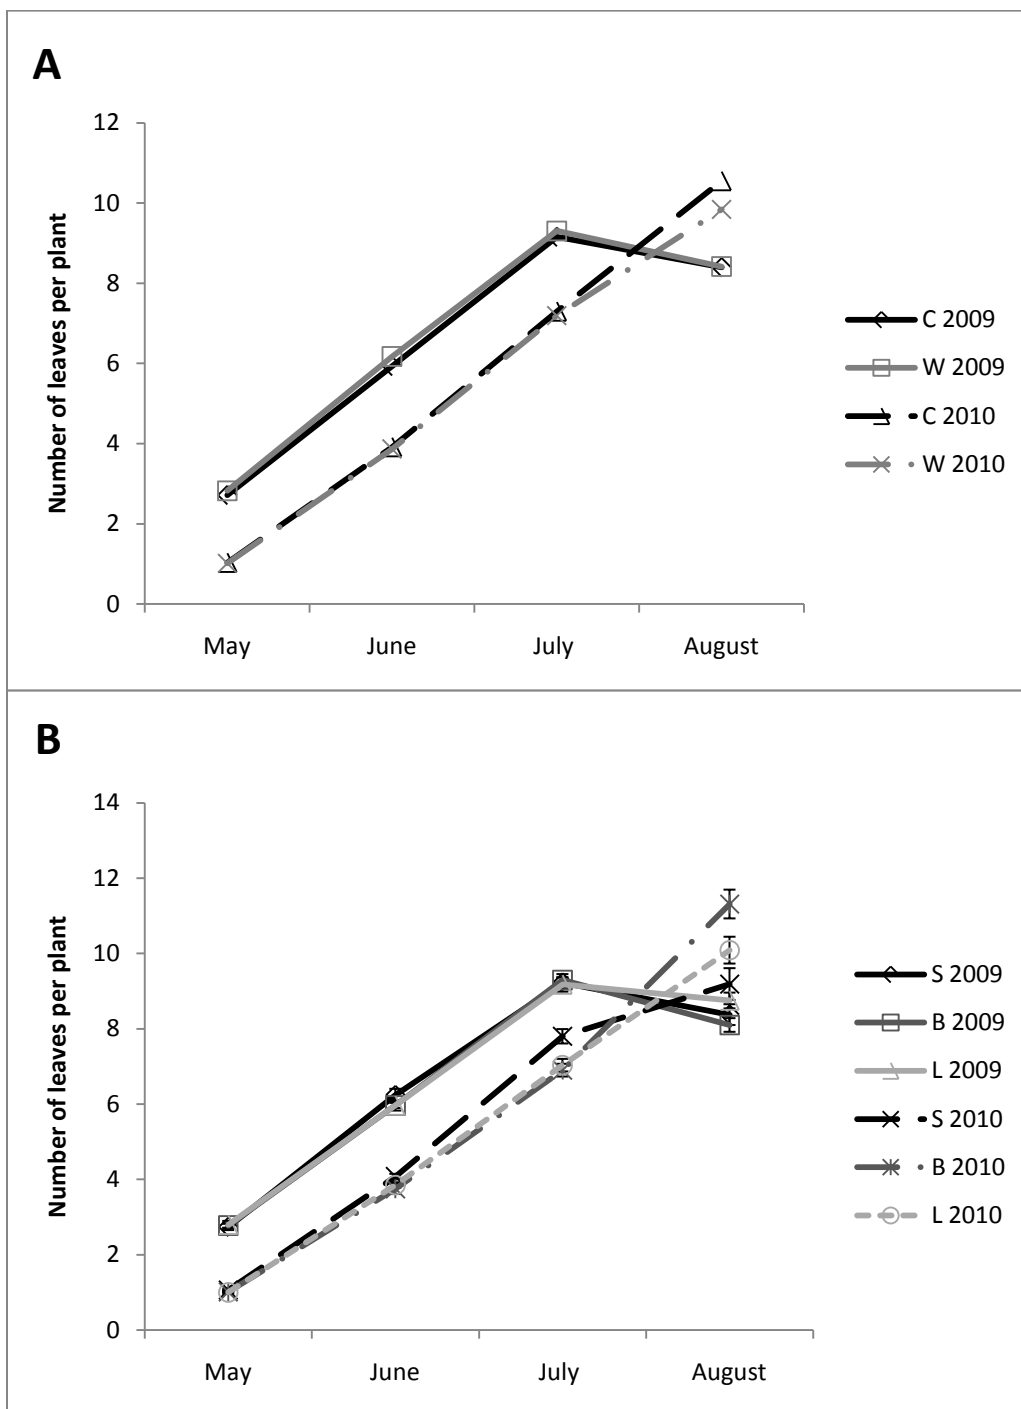 A
Number of leaves per plant
12
10
8
6
4
2
0
May June July August
C 2009
W 2009
C 2010
W 2010
B
Number of leaves per plant
14
12
10
8
6
4
2
0
May June July August
S 2009
B 2009
L 2009
S 2010
B 2010
L 2010